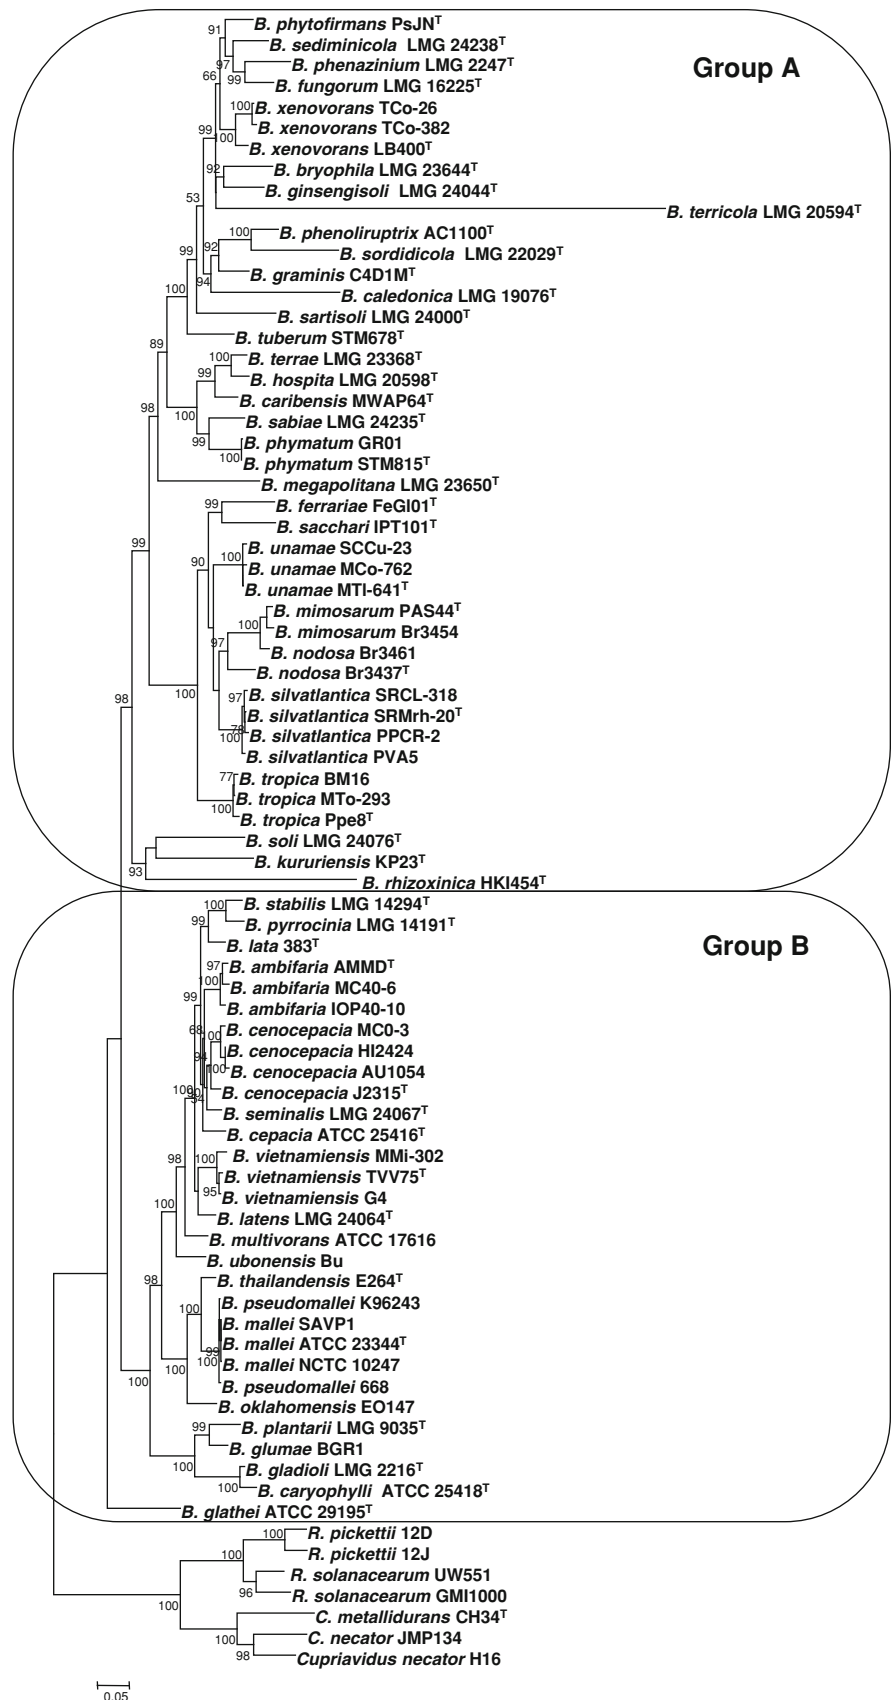 91
B. phytofirmans PsJNT
B. sediminicola LMG 24238T
97
B. phenazinium LMG 2247T
Group A
66
99
B. fungorum LMG 16225T
100
B. xenovorans TCo-26
B. xenovorans TCo-382
99
100
B. xenovorans LB400T
92
B. bryophila LMG 23644T
B. ginsengisoli LMG 24044T
53
B. terricola LMG 20594T
100
B. phenoliruptrix AC1100T
92
B. sordidicola LMG 22029T
99
B. graminis C4D1MT
94
B. caledonica LMG 19076T
100
B. sartisoli LMG 24000T
B. tuberum STM678T
89
100
B. terrae LMG 23368T
99
B. hospita LMG 20598T
B. caribensis MWAP64T
98
100
B. sabiae LMG 24235T
99
B. phymatum GR01
100
B. phymatum STM815T
B. megapolitana LMG 23650T
99
B. ferrariae FeGI01T
B. sacchari IPT101T
99
B. unamae SCCu-23
90
100
B. unamae MCo-762
B. unamae MTI-641T
B. mimosarum PAS44T
100
B. mimosarum Br3454
97
B. nodosa Br3461
B. nodosa Br3437T
100
97
B. silvatlantica SRCL-318
98
B. silvatlantica SRMrh-20T
78
100
B. silvatlantica PPCR-2
B. silvatlantica PVA5
77
B. tropica BM16
B. tropica MTo-293
100
B. tropica Ppe8T
B. soli LMG 24076T
B. kururiensis KP23T
93
B. rhizoxinica HKI454T
100
B. stabilis LMG 14294T
99
B. pyrrocinia LMG 14191T
Group B
B. lata 383T
97
B. ambifaria AMMDT
100
B. ambifaria MC40-6
99
B. ambifaria IOP40-10
68
100
B. cenocepacia MC0-3
94
B. cenocepacia HI2424
100
B. cenocepacia AU1054
100
90
B. cenocepacia J2315T
54
B. seminalis LMG 24067T
B. cepacia ATCC 25416T
98
100
B. vietnamiensis MMi-302
B. vietnamiensis TVV75T
95
B. vietnamiensis G4
100
B. latens LMG 24064T
B. multivorans ATCC 17616
B. ubonensis Bu
98
B. thailandensis E264T
100
B. pseudomallei K96243
B. mallei SAVP1
B. mallei ATCC 23344T
99
100
B. mallei NCTC 10247
100
100
B. pseudomallei 668
B. oklahomensis EO147
99
B. plantarii LMG 9035T
B. glumae BGR1
100
B. gladioli LMG 2216T
100
B. caryophylli ATCC 25418T
B. glathei ATCC 29195T
100
R. pickettii 12D
100
R. pickettii 12J
R. solanacearum UW551
96
R. solanacearum GMI1000
100
C. metallidurans CH34T
100
C. necator JMP134
98
Cupriavidus necator H16
0.05